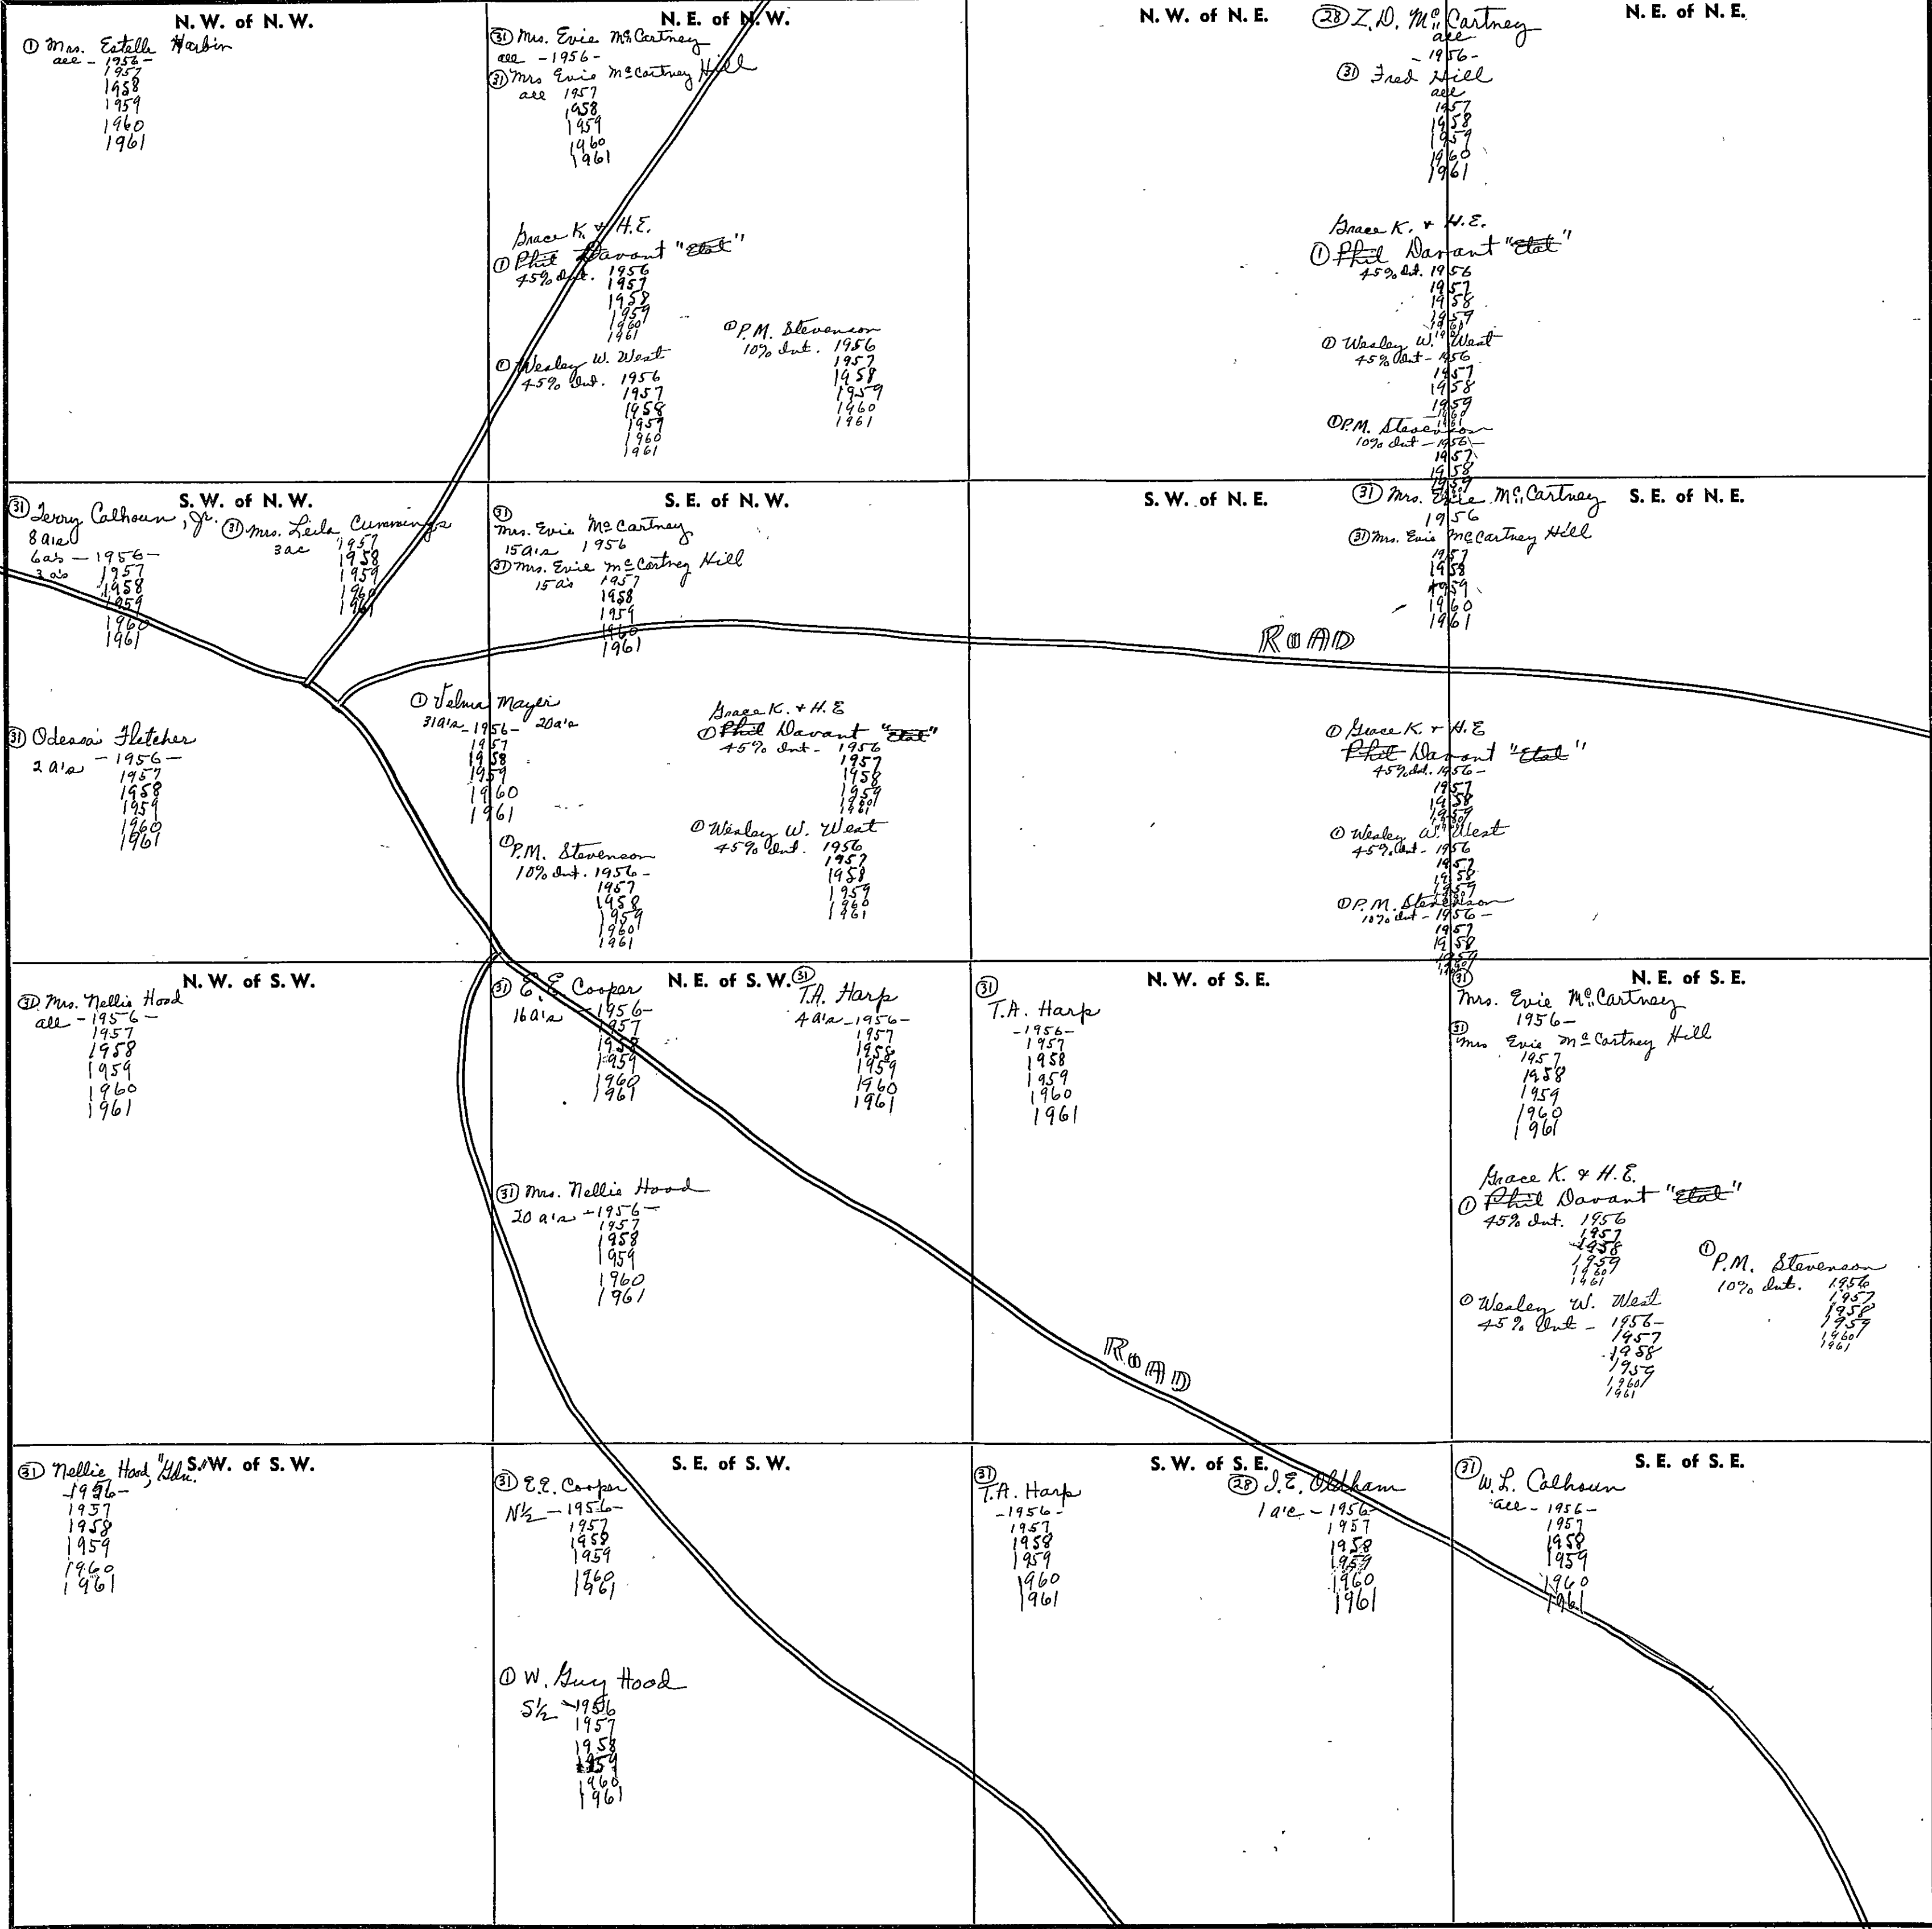 N. W. of N. W.
① Mrs. Estelle Harbin
all - 1956 -
1957
1958
1959
1960
1961
N. E. of N. W.
㉛ Mrs. Evie McCartney
all - 1956 -
㉛ Mrs Evie McCartney Hill
all 1957
1958
1959
1960
1961
Grace K. & H.E.
① Phil Davant "Etal"
45% Int. 1956
1957
1958
1959
1960
1961
① Wesley W. West
45% Int. 1956
1957
1958
1959
1960
1961
① P.M. Stevenson
10% Int. 1956
1957
1958
1959
1960
1961
N. W. of N. E.
N. E. of N. E.
㉘ Z.D. McCartney
all
- 1956 -
㉛ Fred Hill
all
1957
1958
1959
1960
1961
Grace K. & H.E.
① Phil Davant "Etal"
45% Int. 1956
1957
1958
1959
1960
1961
① Wesley W. West
45% Int - 1956
1957
1958
1959
1960
1961
① P.M. Stevenson
10% Int - 1956 -
1957
1958
1959
S. W. of N. W.
㉛ Terry Calhoun, Jr.
8 a's
6 a's - 1956 -
3 a's 1957
1958
1959
1960
1961
㉛ Mrs. Leila Cummings
3 ac 1957
1958
1959
1960
1961
㉛ Odessa Fletcher
2 a's - 1956 -
1957
1958
1959
1960
1961
① Velma Mayer
31 a's - 1956 - 20 a's
1957
1958
1959
1960
1961
S. E. of N. W.
㉛
Mrs. Evie McCartney
15 a's 1956
㉛ Mrs. Evie McCartney Hill
15 a's 1957
1958
1959
1960
1961
Grace K. & H.E
① Phil Davant "Etal"
45% Int - 1956
1957
1958
1959
1960
1961
① Wesley W. West
45% Int. 1956
1957
1958
1959
1960
1961
① P.M. Stevenson
10% Int. 1956 -
1957
1958
1959
1960
1961
S. W. of N. E.
S. E. of N. E.
㉛ Mrs. Evie McCartney
1956
㉛ Mrs. Evie McCartney Hill
1957
1958
1959
1960
1961
ROAD
① Grace K. & H.E
Phil Davant "Etal"
45% Int. 1956 -
1957
1958
1959
1960
① Wesley W. West
45% Int - 1956
1957
1958
1959
① P.M. Stevenson
10% Int - 1956 -
1957
1958
1959
1960
N. W. of S. W.
㉛ Mrs. Nellie Hood
all - 1956 -
1957
1958
1959
1960
1961
N. E. of S. W.
㉛ E.E. Cooper
16 a's - 1956 -
1957
1958
1959
1960
1961
㉛
T.A. Harp
4 a's - 1956 -
1957
1958
1959
1960
1961
㉛ Mrs. Nellie Hood
20 a's - 1956 -
1957
1958
1959
1960
1961
N. W. of S. E.
㉛
T.A. Harp
- 1956 -
1957
1958
1959
1960
1961
ROAD
N. E. of S. E.
㉛
Mrs. Evie McCartney
1956 -
㉛
Mrs Evie McCartney Hill
1957
1958
1959
1960
1961
Grace K. & H.E.
① Phil Davant "Etal"
45% Int. 1956
1957
1958
1959
1960
1961
① P.M. Stevenson
10% Int. 1956
1957
1958
1959
1960
1961
① Wesley W. West
45% Int - 1956 -
1957
1958
1959
1960
1961
S. W. of S. W.
㉛ Nellie Hood, "Gdn."
- 1956 -
1957
1958
1959
1960
1961
S. E. of S. W.
㉛ E.E. Cooper
N½ - 1956 -
1957
1958
1959
1960
1961
① W. Guy Hood
S½ - 1956
1957
1958
1959
1960
1961
S. W. of S. E.
㉛
T.A. Harp
- 1956 -
1957
1958
1959
1960
1961
㉘ I.E. Oldham
1 a'c - 1956 -
1957
1958
1959
1960
1961
S. E. of S. E.
㉛
W.L. Calhoun
all - 1956 -
1957
1958
1959
1960
1961